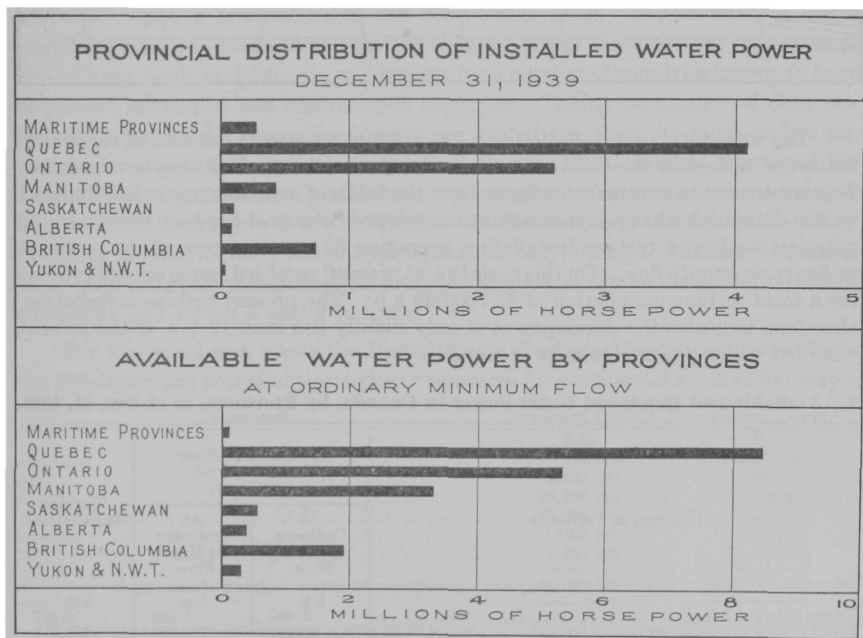 PROVINCIAL DISTRIBUTION OF INSTALLED WATER POWER
DECEMBER 31, 1939
MARITIME PROVINCES
QUEBEC
ONTARIO
MANITOBA
SASKATCHEWAN
ALBERTA
BRITISH COLUMBIA
YUKON & N.W.T.
0 1 2 3 4 5
MILLIONS OF HORSE POWER
AVAILABLE WATER POWER BY PROVINCES
AT ORDINARY MINIMUM FLOW
MARITIME PROVINCES
QUEBEC
ONTARIO
MANITOBA
SASKATCHEWAN
ALBERTA
BRITISH COLUMBIA
YUKON & N.W.T.
0 2 4 6 8 10
MILLIONS OF HORSE POWER